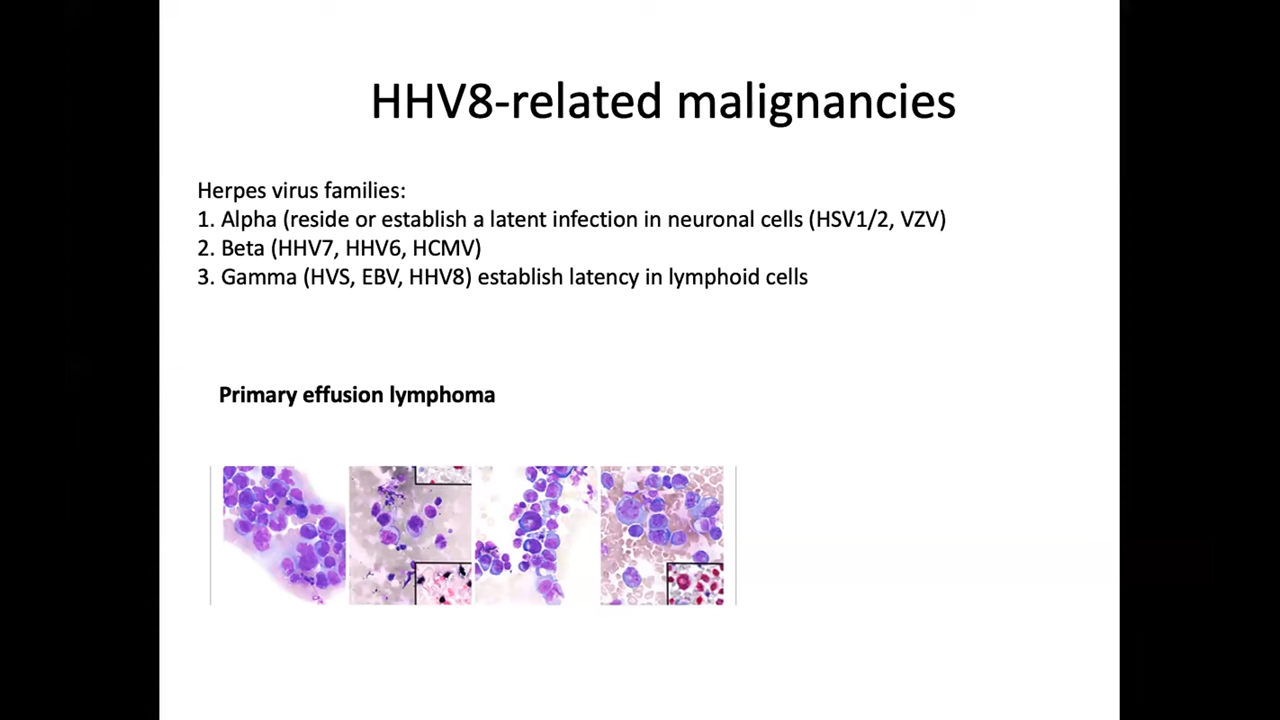 HHV8-related malignancies
Herpes virus families:
1. Alpha (reside or establish a latent infection in neuronal cells (HSV1/2, VZV)
2. Beta (HHV7, HHV6, HCMV)
3. Gamma (HVS, EBV, HHV8) establish latency in lymphoid cells
Primary effusion lymphoma